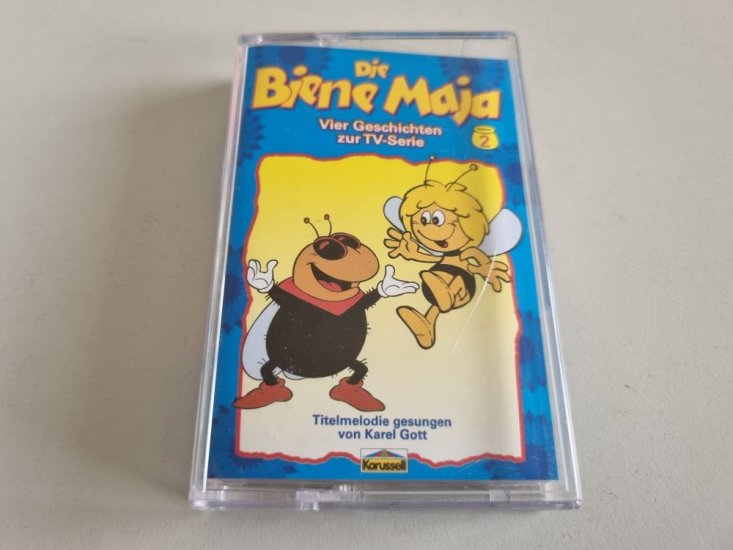 Die
Biene Maja
Vier Geschichten
zur TV-Serie
2
Titelmelodie gesungen
von Karel Gott
Karussell